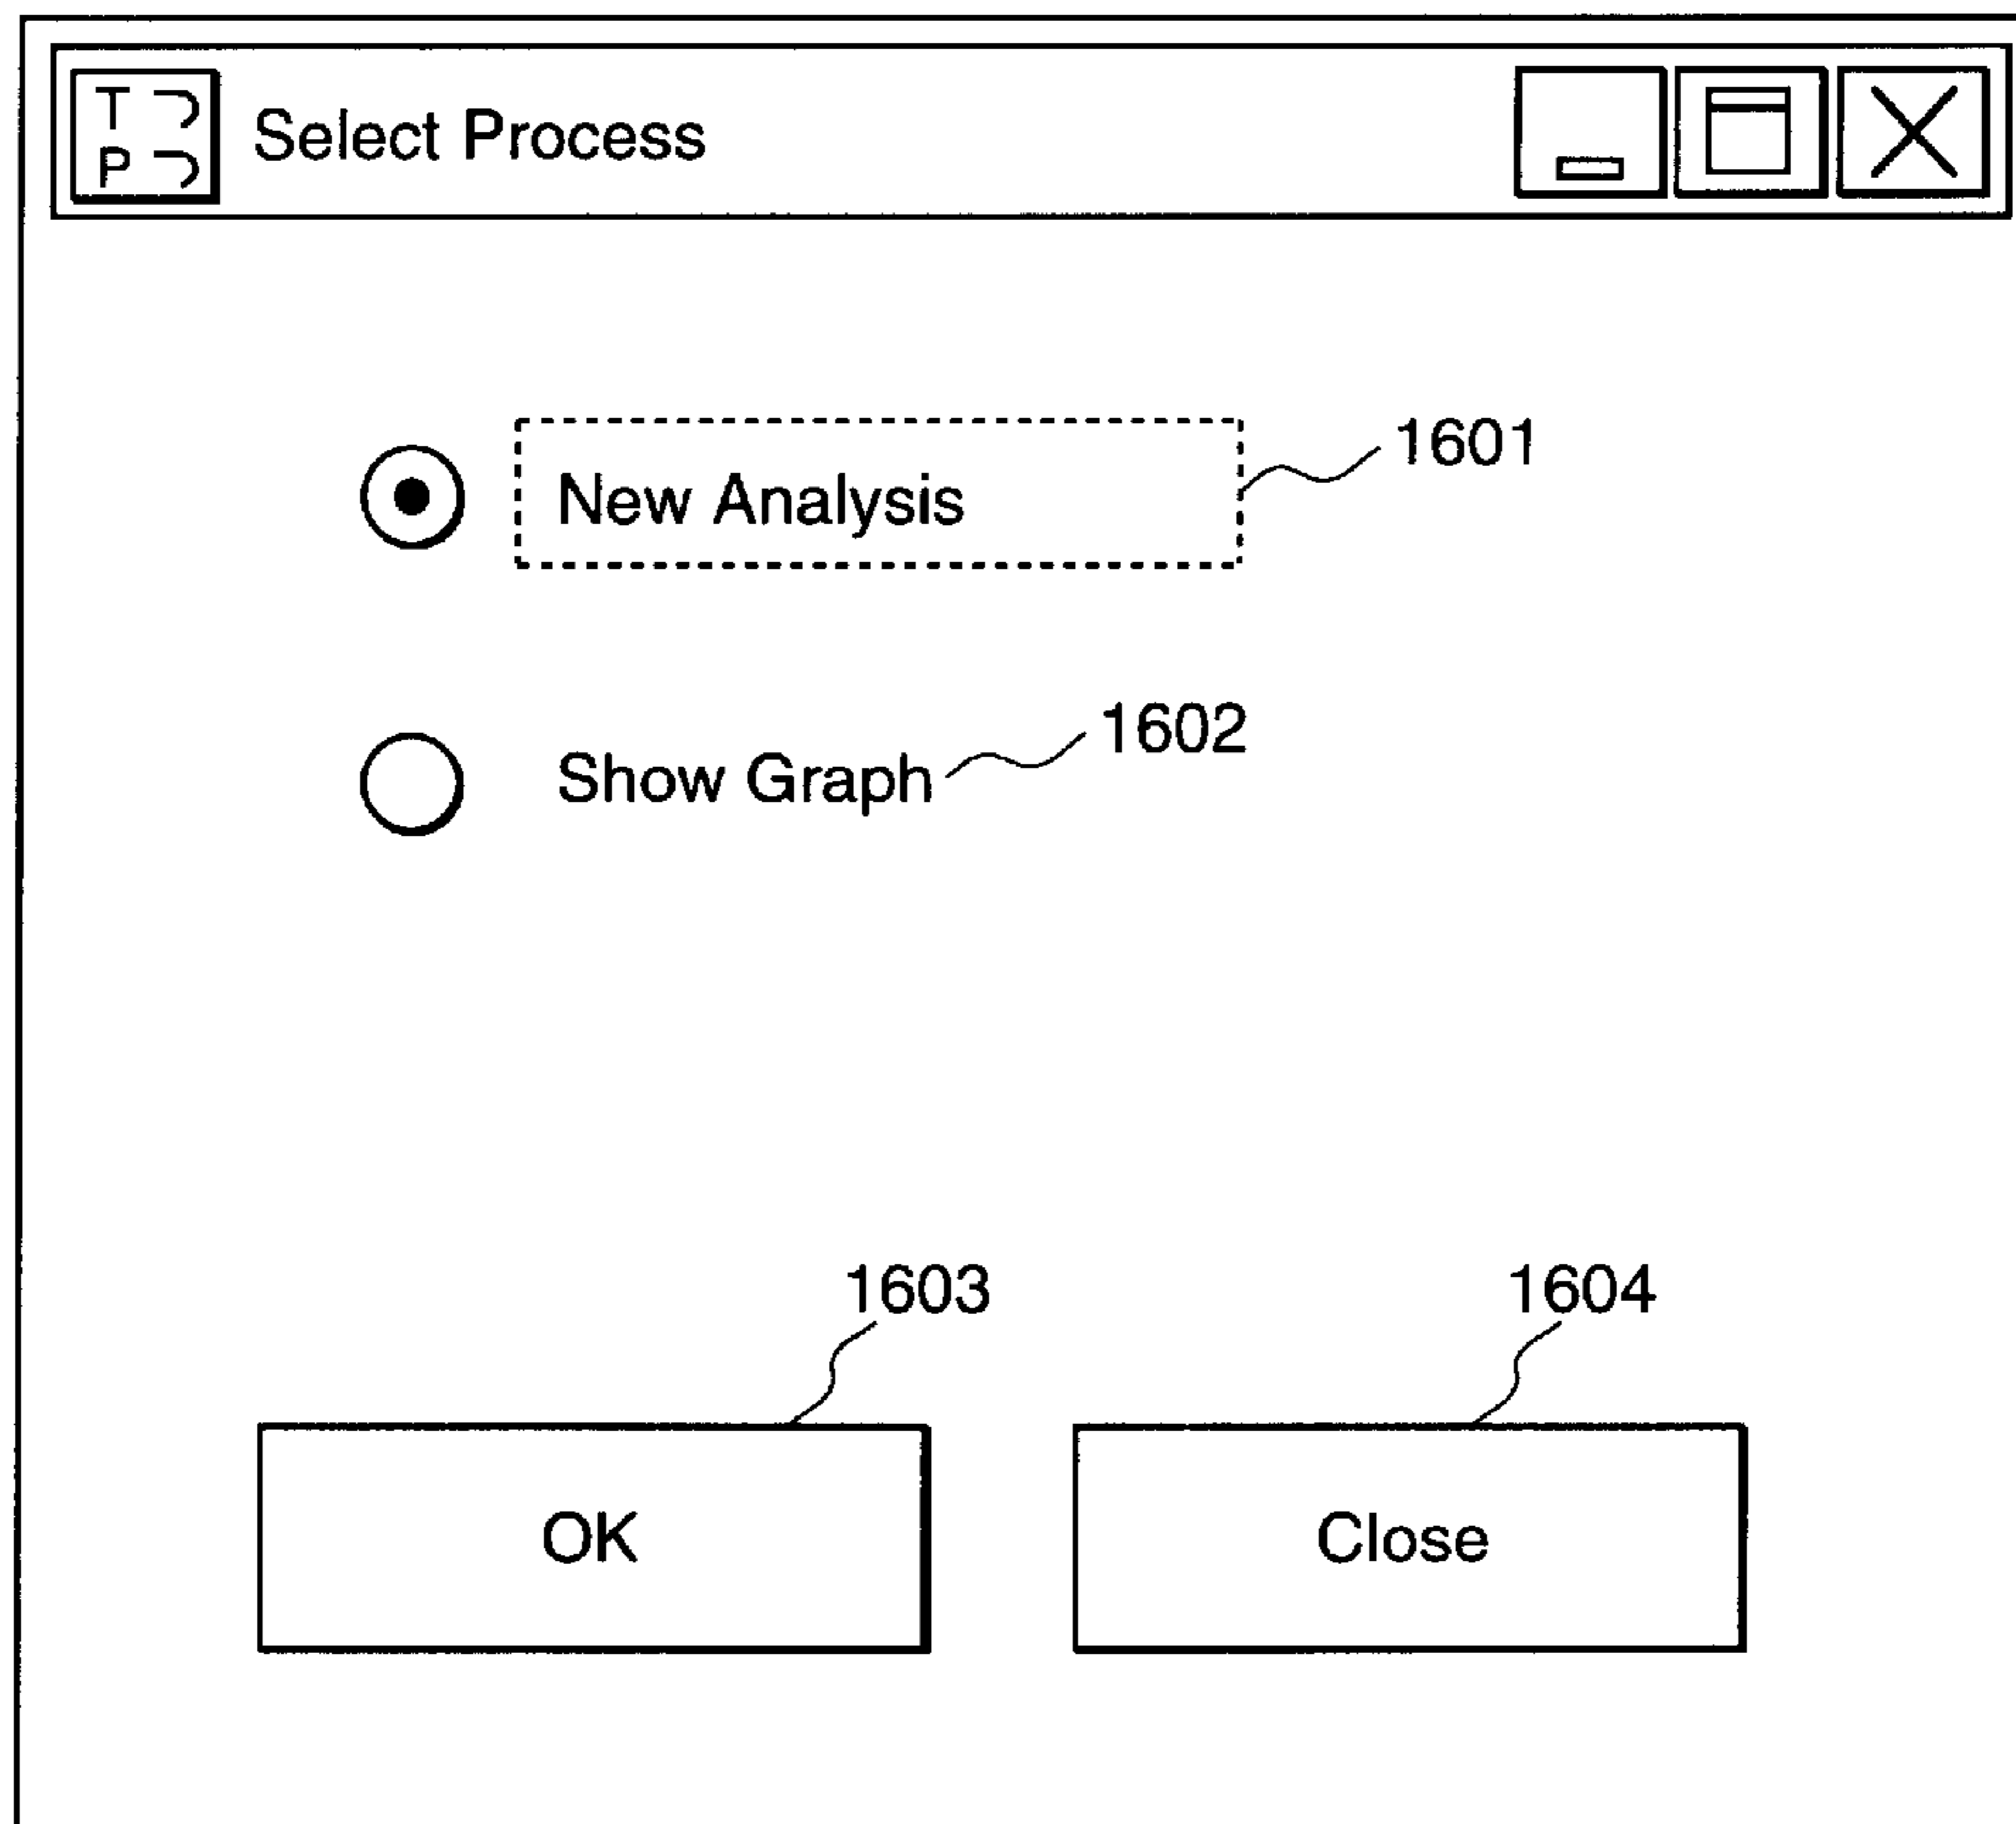 T
P
Select Process
New Analysis
1601
Show Graph
1602
1603
1604
OK
Close